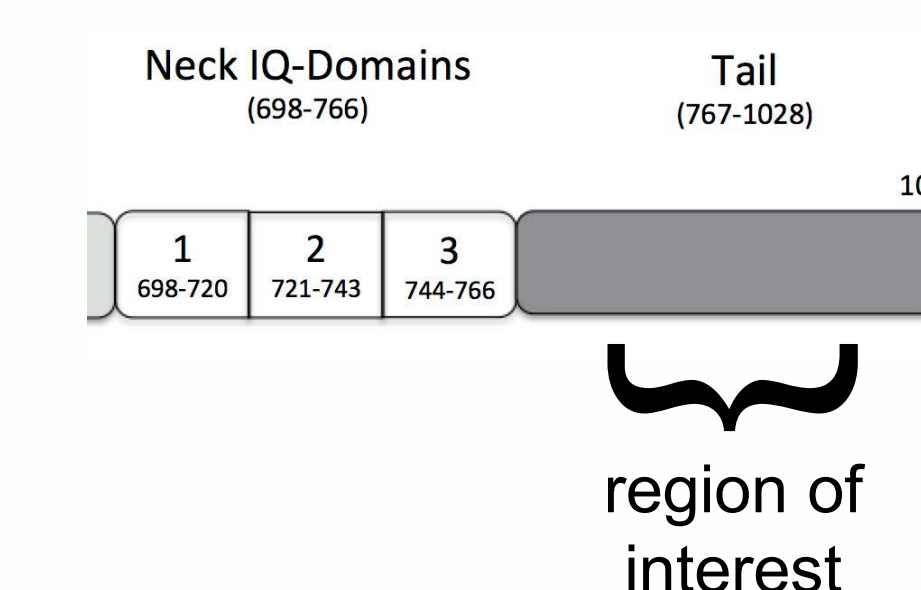 Neck IQ-Domains
(698-766)
Tail
(767-1028)
1
698-720
2
721-743
3
744-766
region of
interest